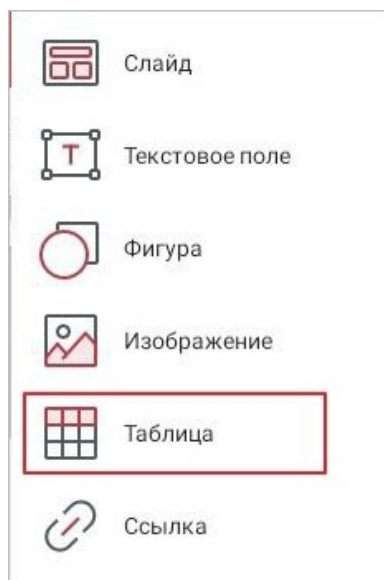 Слайд
Текстовое поле
Фигура
Изображение
Таблица
Ссылка